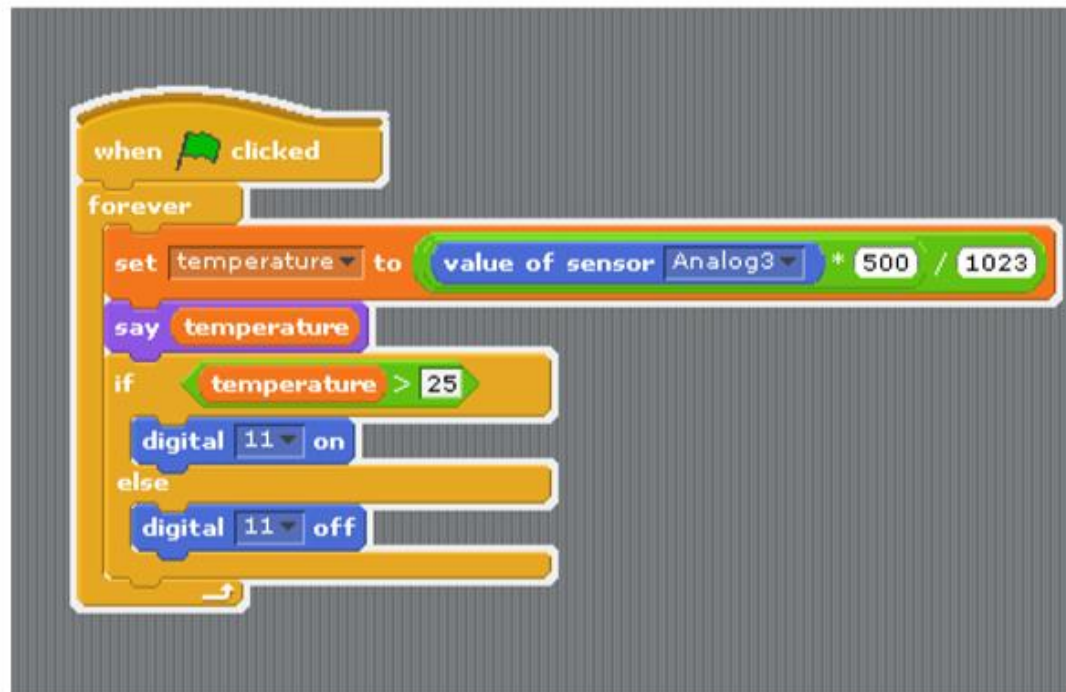 when clicked
forever
set temperature to value of sensor Analog3 * 500 / 1023
say temperature
if temperature > 25
digital 11 on
else
digital 11 off